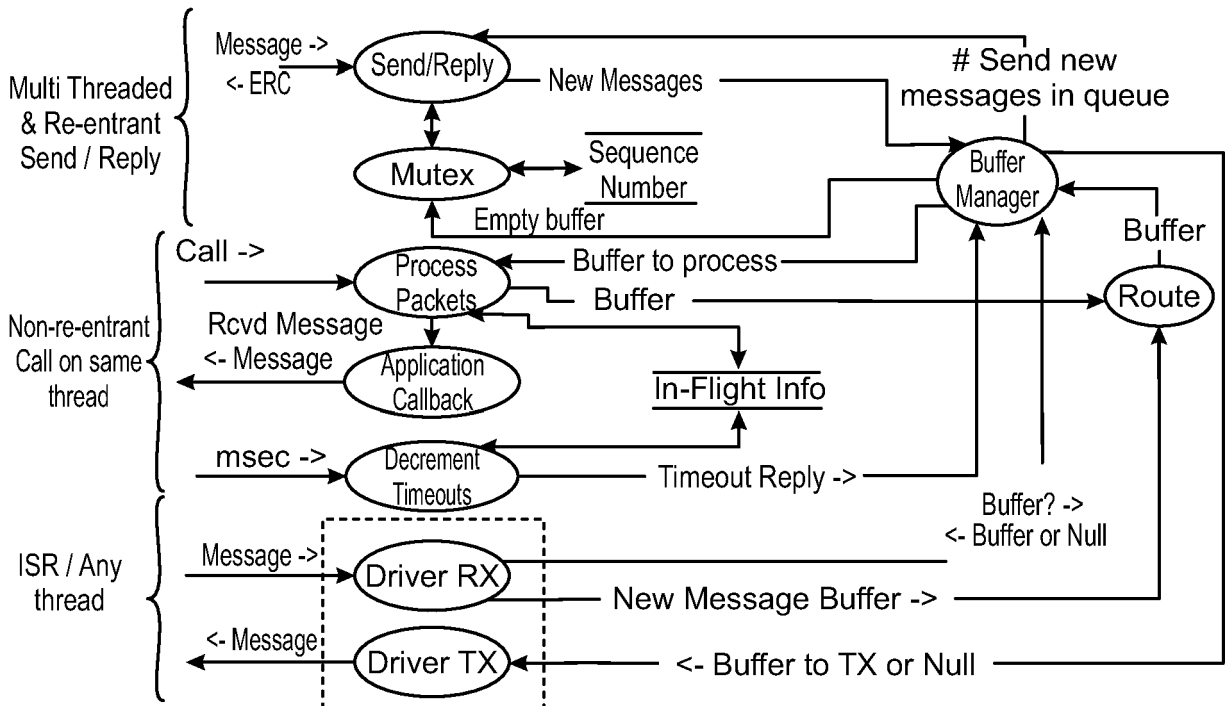 Message ->
<- ERC
Send/Reply
New Messages
# Send new
messages in queue
Multi Threaded
& Re-entrant
Send / Reply
Mutex
Sequence
Number
Buffer
Manager
Empty buffer
Call ->
Process
Packets
Buffer to process
Buffer
Buffer
Route
Non-re-entrant
Call on same
thread
Rcvd Message
<- Message
Application
Callback
In-Flight Info
msec ->
Decrement
Timeouts
Timeout Reply ->
Buffer? ->
<- Buffer or Null
ISR / Any
thread
Message ->
Driver RX
New Message Buffer ->
<- Message
Driver TX
<- Buffer to TX or Null